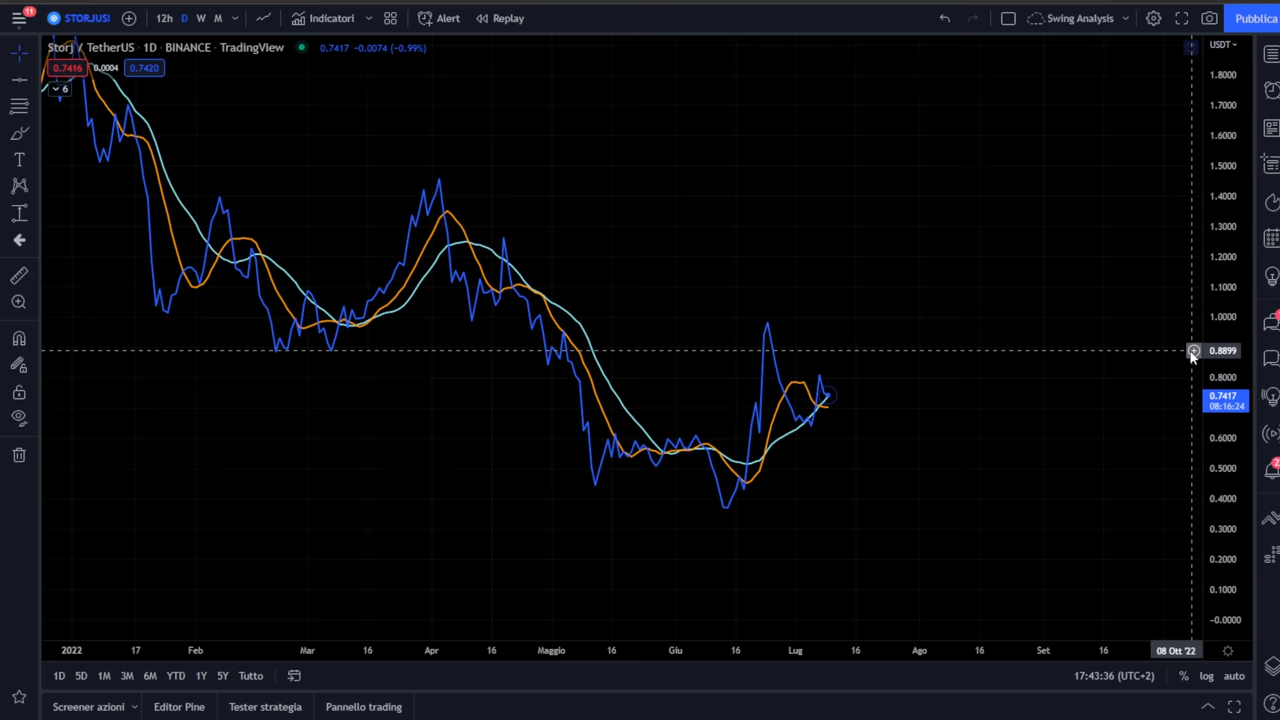 11
STORJUSI
12h D W M
Indicatori
Alert
Replay
Swing Analysis
Pubblica
Storj / TetherUS · 1D · BINANCE · TradingView
0.7417 −0.0074 (−0.99%)
0.7416 0.0004 0.7420
6
USDT
1.8000
1.7000
1.6000
1.5000
1.4000
1.3000
1.2000
1.1000
1.0000
0.8899
0.8000
0.7417
08:16:24
0.6000
0.5000
0.4000
0.3000
0.2000
0.1000
−0.0000
2022 17 Feb Mar 16 Apr 16 Maggio 16 Giu 16 Lug 16 Ago 16 Set 16 08 Ott '22
1D 5D 1M 3M 6M YTD 1Y 5Y Tutto
17:43:36 (UTC+2) % log auto
Screener azioni Editor Pine Tester strategia Pannello trading